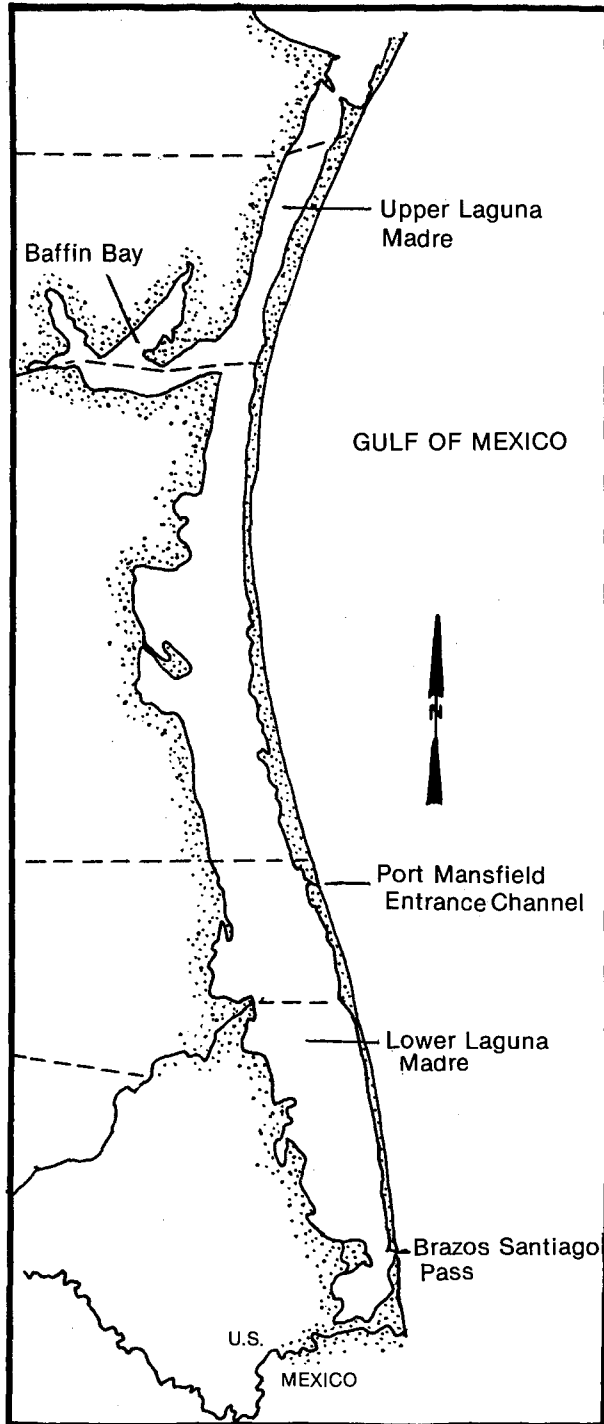 Upper Laguna
Madre
Baffin Bay
GULF OF MEXICO
N
Port Mansfield
Entrance Channel
Lower Laguna
Madre
Brazos Santiago
Pass
U.S.
MEXICO